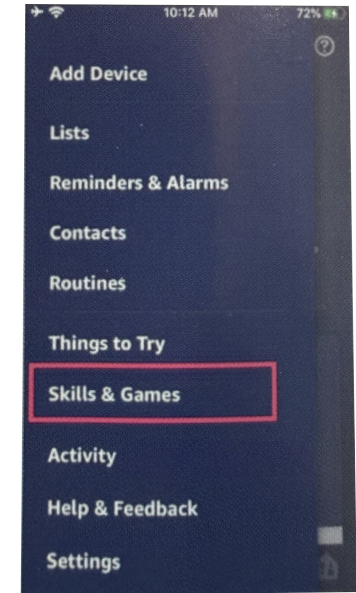 10:12 AM 72%
?
Add Device
Lists
Reminders & Alarms
Contacts
Routines
Things to Try
Skills & Games
Activity
Help & Feedback
Settings